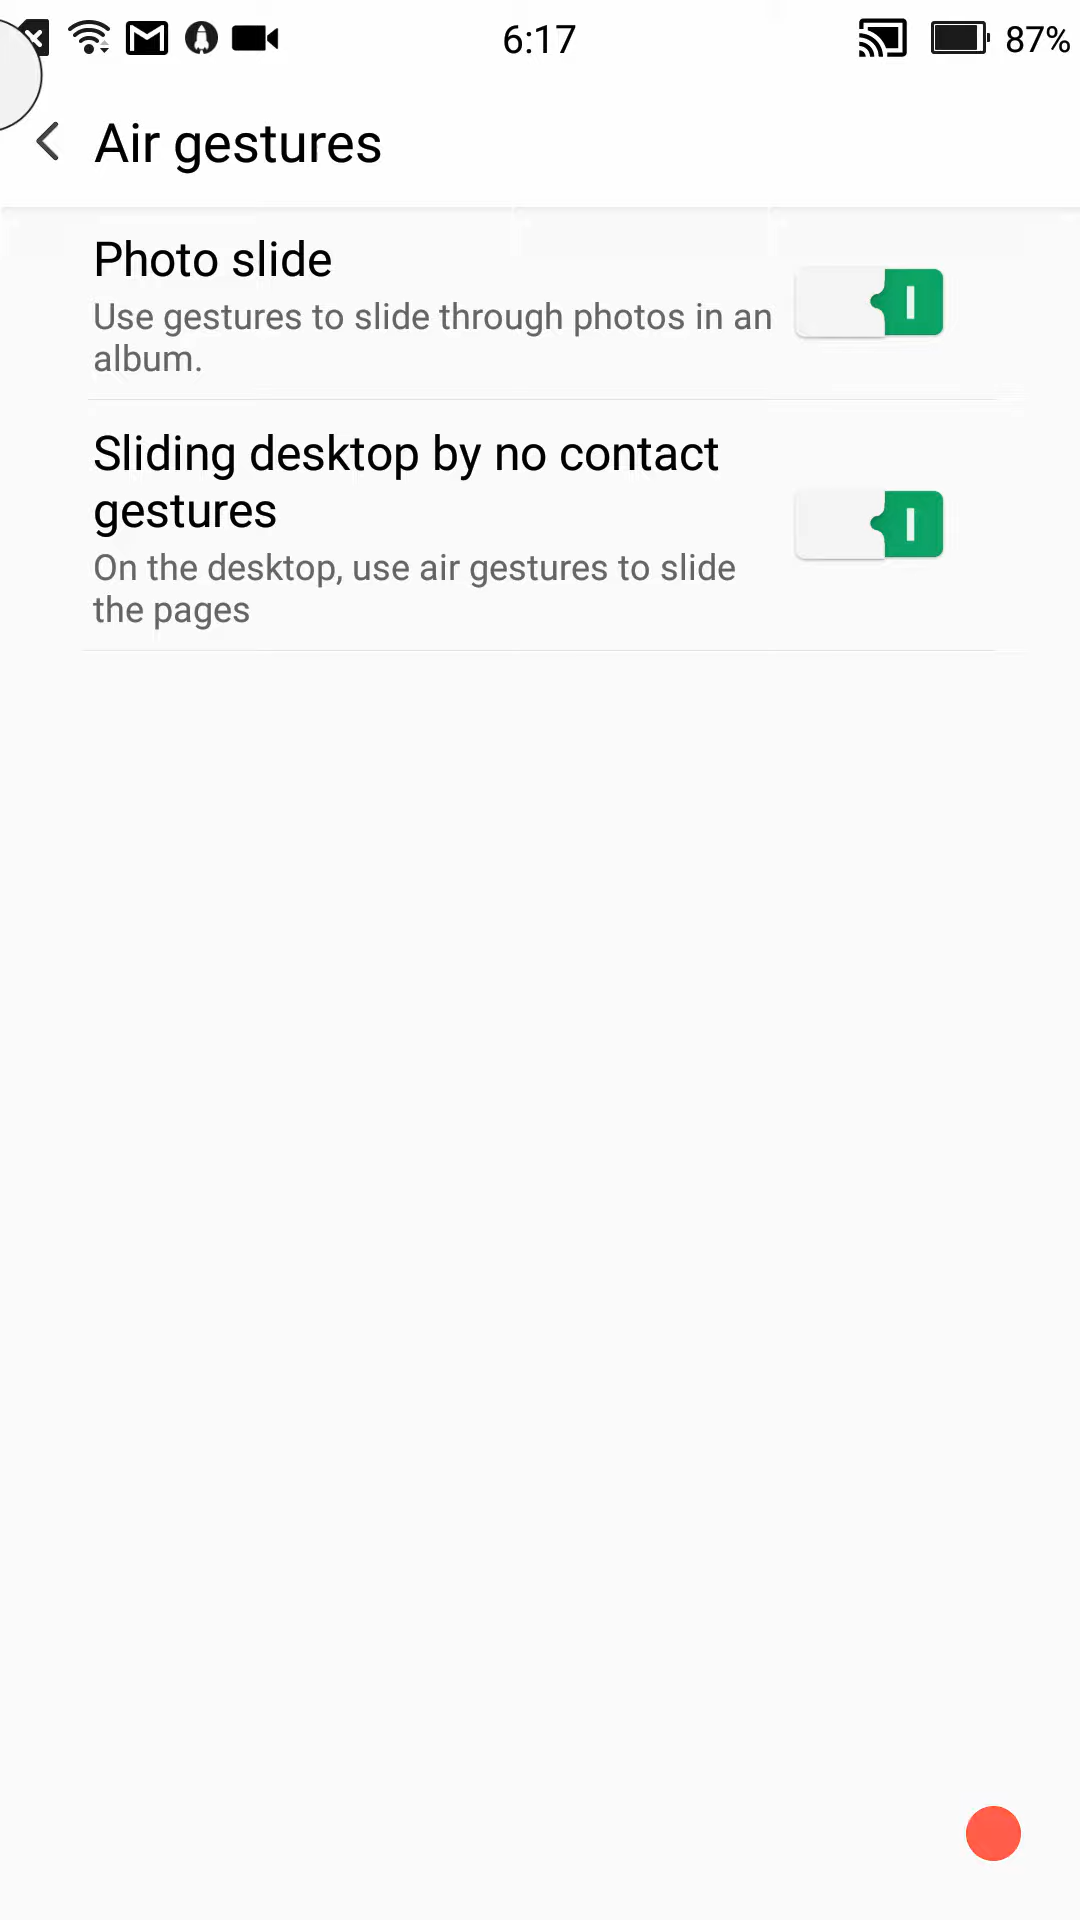 6:17
87%
Air gestures
Photo slide
Use gestures to slide through photos in an
album.
Sliding desktop by no contact
gestures
On the desktop, use air gestures to slide
the pages